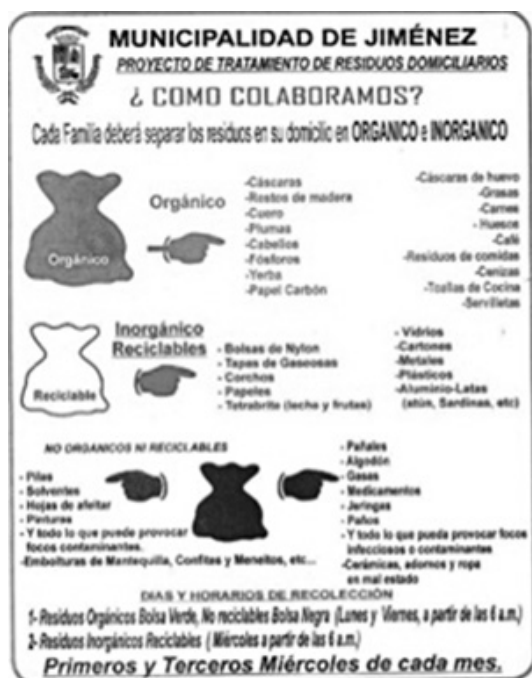 MUNICIPALIDAD DE JIMÉNEZ
PROYECTO DE TRATAMIENTO DE RESIDUOS DOMICILIARIOS
¿ COMO COLABORAMOS?
Cada Familia deberá separar los residuos en su domicilio en ORGANICO e INORGANICO
Orgánico
Orgánico
-Cáscaras
-Restos de madera
-Cuero
-Plumas
-Cabellos
-Fósforos
-Yerba
-Papel Carbón
-Cáscaras de huevo
-Grasas
-Carnes
- Huesos
-Café
-Residuos de comidas
-Cenizas
-Toallas de Cocina
-Servilletas
Reciclable
Inorgánico
Reciclables
- Bolsas de Nylon
- Tapas de Gaseosas
- Corchos
- Papeles
- Tetrabrite (leche y frutas)
- Vidrios
-Cartones
-Metales
-Plásticos
-Aluminio-Latas
(atún, Sardinas, etc)
NO ORGANICOS NI RECICLABLES
- Pilas
- Solventes
- Hojas de afeitar
- Pinturas
- Y todo lo que pueda provocar
focos contaminantes.
-Embolturas de Mantequilla, Confites y Meneitos, etc...
- Pañales
- Algodón
- Gasas
- Medicamentos
- Jeringas
- Paños
- Y todo lo que pueda provocar focos
infecciosos o contaminantes
-Cerámicas, adornos y ropa
en mal estado
DIAS Y HORARIOS DE RECOLECCIÓN
1- Residuos Orgánicos Bolsa Verde, No reciclables Bolsa Negra (Lunes y Viernes, a partir de las 6 a.m.)
2- Residuos Inorgánicos Reciclables ( Miércoles a partir de las 6 a.m.)
Primeros y Terceros Miércoles de cada mes.